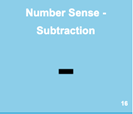 Number Sense -
Subtraction
-
16